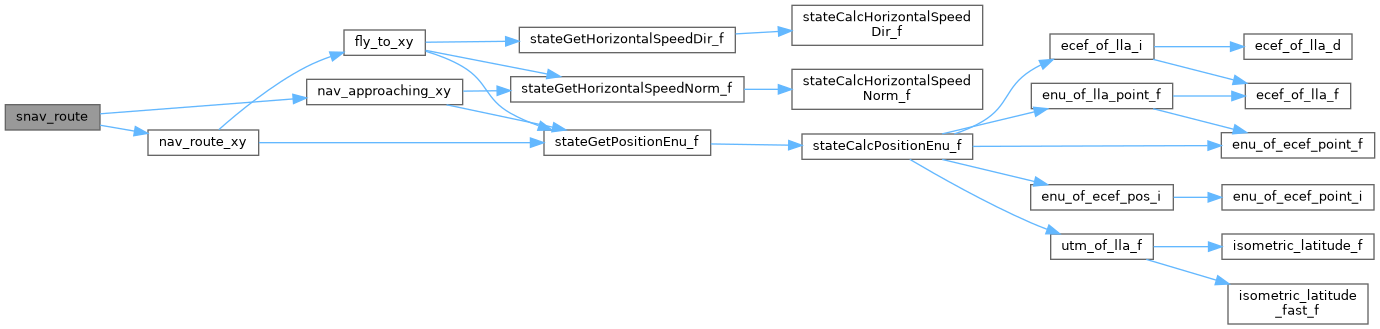 snav_route
fly_to_xy
nav_approaching_xy
nav_route_xy
stateGetHorizontalSpeedDir_f
stateGetHorizontalSpeedNorm_f
stateGetPositionEnu_f
stateCalcHorizontalSpeed
Dir_f
stateCalcHorizontalSpeed
Norm_f
stateCalcPositionEnu_f
ecef_of_lla_i
enu_of_lla_point_f
enu_of_ecef_pos_i
utm_of_lla_f
ecef_of_lla_d
ecef_of_lla_f
enu_of_ecef_point_f
enu_of_ecef_point_i
isometric_latitude_f
isometric_latitude
_fast_f